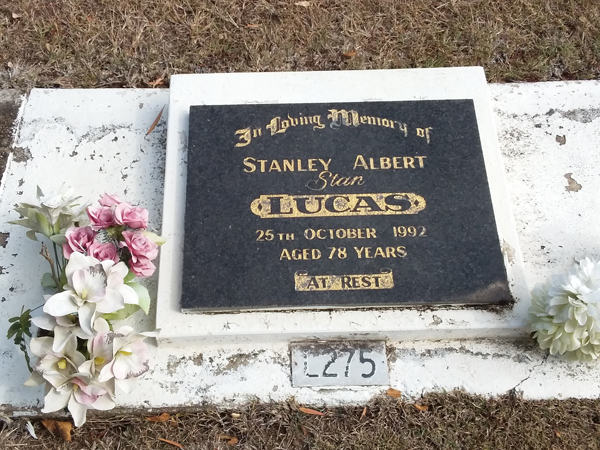 In Loving Memory of
STANLEY ALBERT
Stan
LUCAS
25TH OCTOBER 1992
AGED 78 YEARS
AT REST
L275